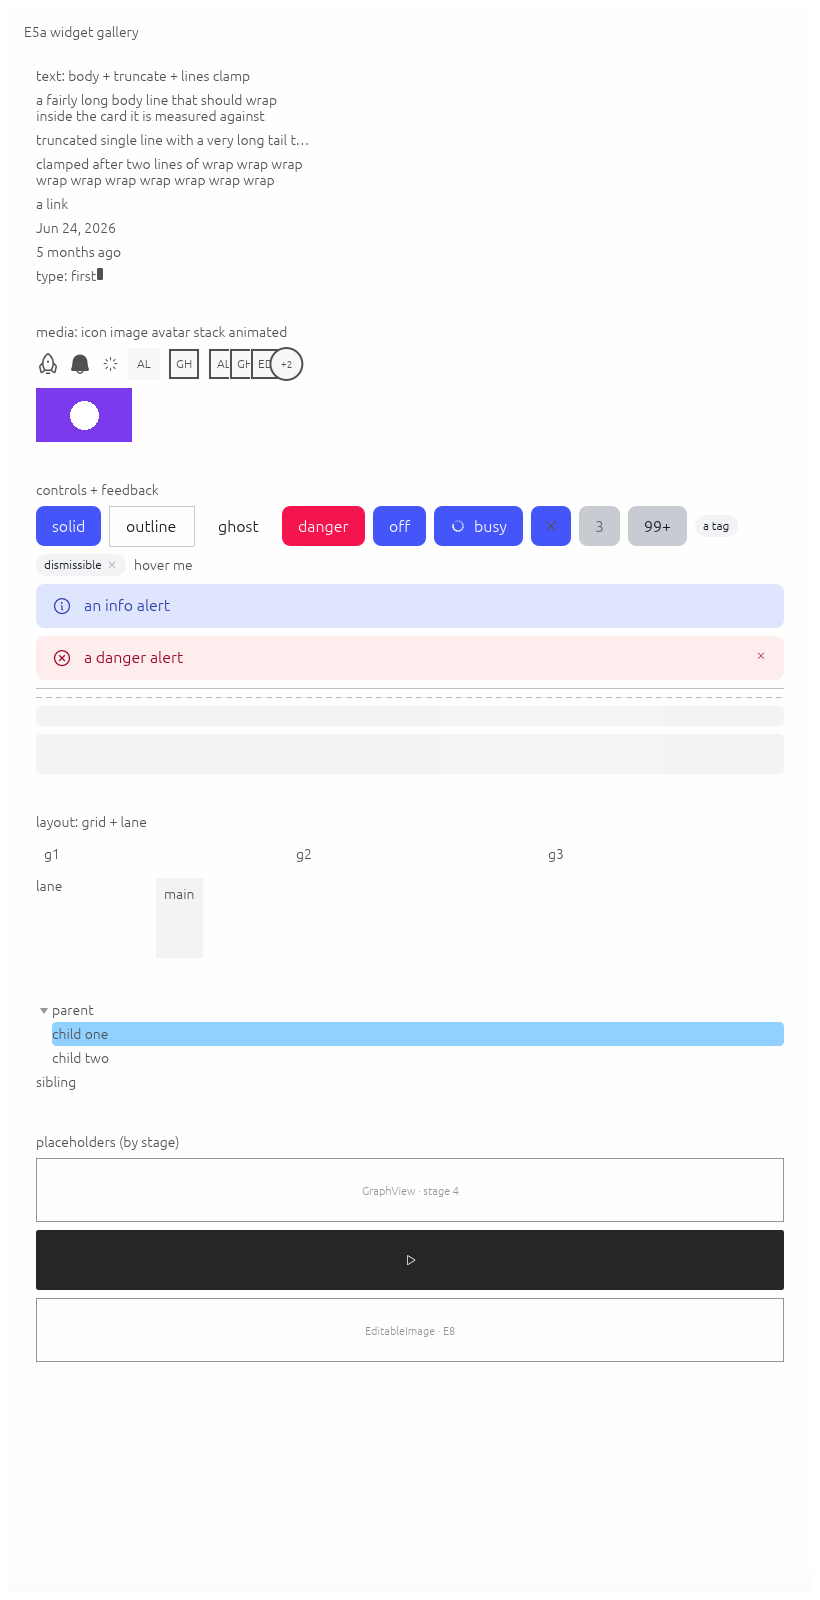 E5a widget gallery
text: body + truncate + lines clamp
a fairly long body line that should wrap
inside the card it is measured against
truncated single line with a very long tail t…
clamped after two lines of wrap wrap wrap
wrap wrap wrap wrap wrap wrap wrap
a link
Jun 24, 2026
5 months ago
type: first
media: icon image avatar stack animated
AL GH AL GH ED +2
controls + feedback
solid outline ghost danger off busy 3 99+ a tag
dismissible hover me
an info alert
a danger alert
layout: grid + lane
g1 g2 g3
lane main
parent
child one
child two
sibling
placeholders (by stage)
GraphView · stage 4
EditableImage · E8